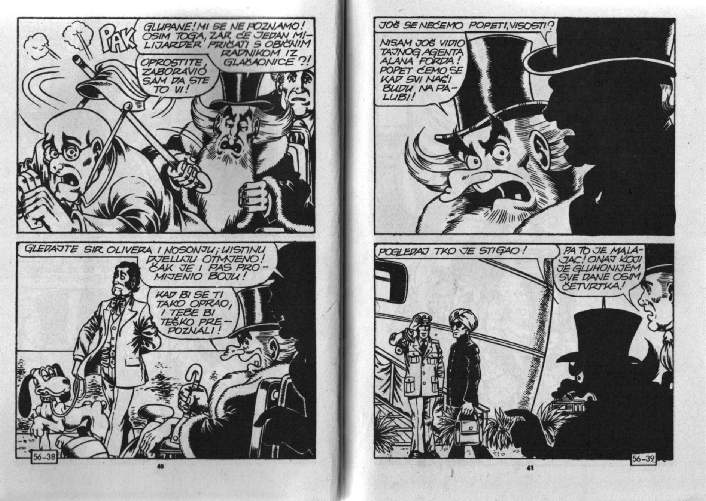 PAK
GLUPANE! MI SE NE POZNAMO!
OSIM TOGA, ZAR ĆE JEDAN MI-
LIJARDER PRIČATI S OBIČNIM
RADNIKOM IZ
GLAČAONICE?!
OPROSTITE,
ZABORAVIO
SAM DA STE
TO VI!
GLEDAJTE SIR OLIVERA I NOSONJU; UISTINU
DJELUJU OTMJENO!
ČAK JE I PAS PRO-
MIJENIO BOJU!
KAD BI SE TI
TAKO OPRAO,
I TEBE BI
TEŠKO PRE-
POZNALI!
56-38
40
JOŠ SE NEĆEMO POPETI, VISOSTI?
NISAM JOŠ VIDIO
TAJNOG AGENTA
ALANA FORDA!
POPET ĆEMO SE
KAD SVI NAŠI
BUDU NA PA-
LUBI!
POGLEDAJ TKO JE STIGAO!
PA TO JE MALA-
JAC! ONAJ KOJI
JE GLUHONIJEM
SVE DANE OSIM
ČETVRTKA!
56-39
41